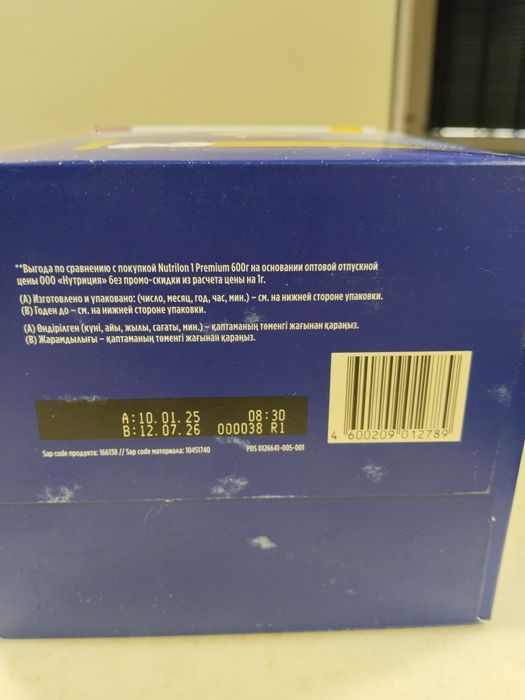 **Выгода по сравнению с покупкой Nutrilon 1 Premium 600г на основании оптовой отпускной
цены ООО «Нутриция» без промо-скидки из расчета цены на 1г.
(А) Изготовлено и упаковано: (число, месяц, год, час, мин.) – см. на нижней стороне упаковки.
(В) Годен до – см. на нижней стороне упаковки.
(А) Өндірілген (күні, айы, жылы, сағаты, мин.) – қаптаманың төменгі жағынан қараңыз.
(В) Жарамдылығы – қаптаманың төменгі жағынан қараңыз.
A:10.01.25 08:30
B:12.07.26 000038 R1
4 600209 012789
Sap code продукта: 166138 // Sap code материала: 10451740 PDS 0126641-005-001